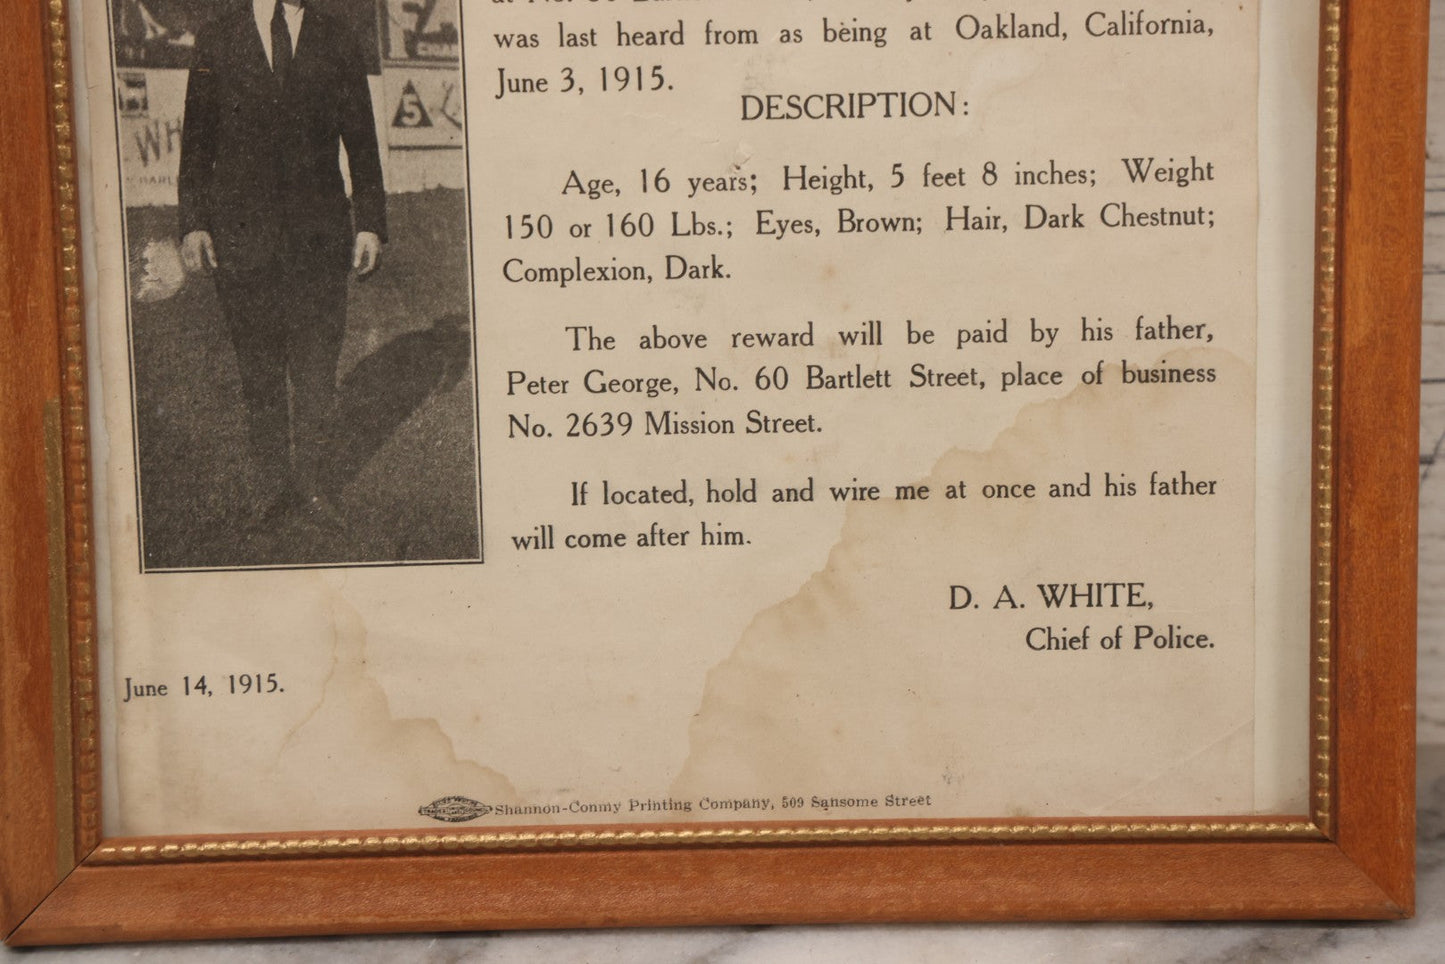 was last heard from as being at Oakland, California,
June 3, 1915.
DESCRIPTION:
Age, 16 years; Height, 5 feet 8 inches; Weight
150 or 160 Lbs.; Eyes, Brown; Hair, Dark Chestnut;
Complexion, Dark.
The above reward will be paid by his father,
Peter George, No. 60 Bartlett Street, place of business
No. 2639 Mission Street.
If located, hold and wire me at once and his father
will come after him.
D. A. WHITE,
Chief of Police.
June 14, 1915.
Shannon-Conmy Printing Company, 509 Sansome Street
5
WH